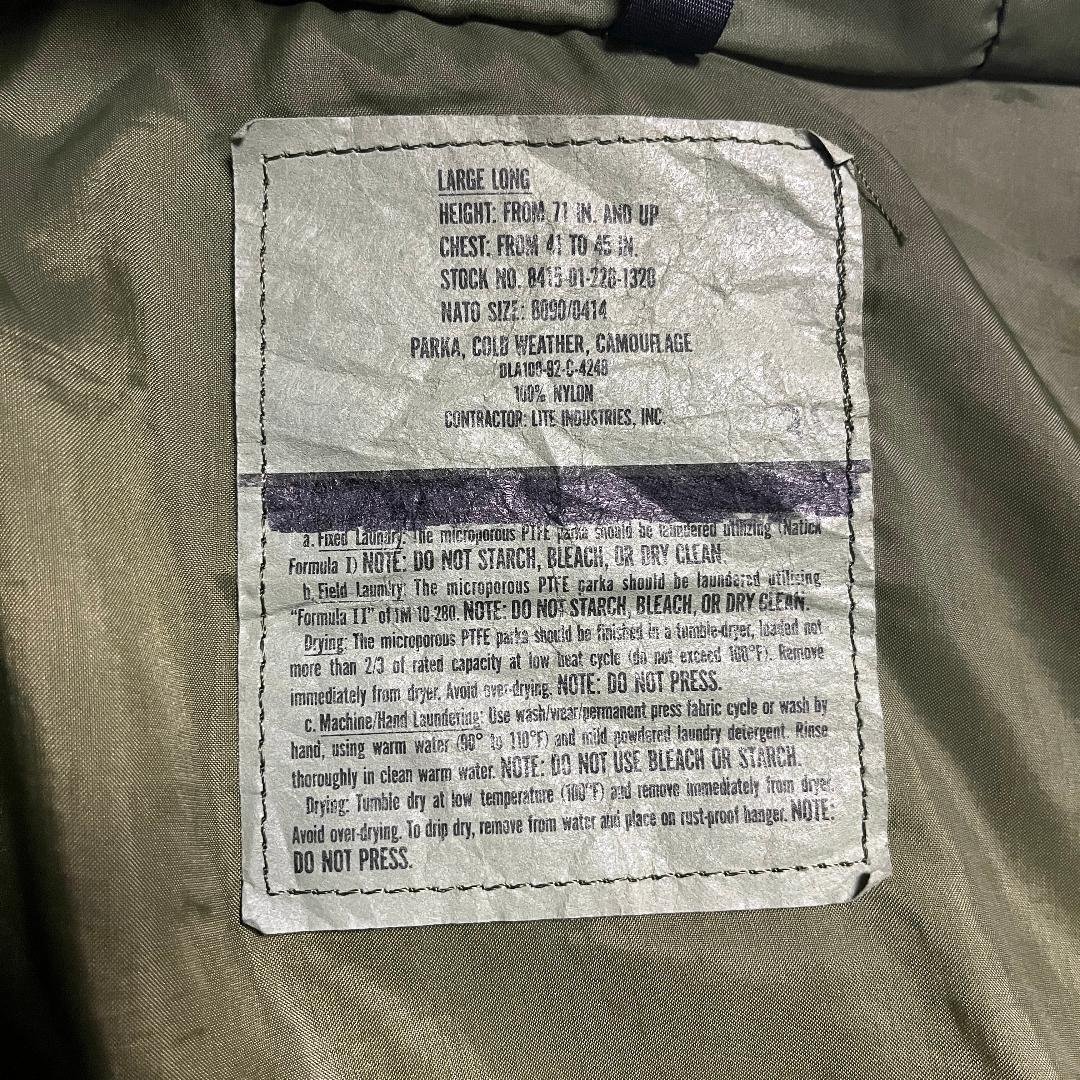 LARGE LONG
HEIGHT: FROM 71 IN. AND UP
CHEST: FROM 41 TO 45 IN.
STOCK NO. 8415-01-228-1320
NATO SIZE: 8090/0414
PARKA, COLD WEATHER, CAMOUFLAGE
DLA100-92-C-4248
100% NYLON
CONTRACTOR: LITE INDUSTRIES, INC.
a. Fixed Laundry: The microporous PTFE parka should be laundered utilizing (Natick
Formula I) NOTE: DO NOT STARCH, BLEACH, OR DRY CLEAN.
b. Field Laundry: The microporous PTFE parka should be laundered utilizing
"Formula II" of TM 10-280. NOTE: DO NOT STARCH, BLEACH, OR DRY CLEAN.
Drying: The microporous PTFE parka should be finished in a tumble-dryer, loaded not
more than 2/3 of rated capacity at low heat cycle (do not exceed 100°F). Remove
immediately from dryer. Avoid over-drying. NOTE: DO NOT PRESS.
c. Machine/Hand Laundering: Use wash/wear/permanent press fabric cycle or wash by
hand, using warm water (90° to 110°F) and mild powdered laundry detergent. Rinse
thoroughly in clean warm water. NOTE: DO NOT USE BLEACH OR STARCH.
Drying: Tumble dry at low temperature (100°F) and remove immediately from dryer.
Avoid over-drying. To drip dry, remove from water and place on rust-proof hanger. NOTE:
DO NOT PRESS.